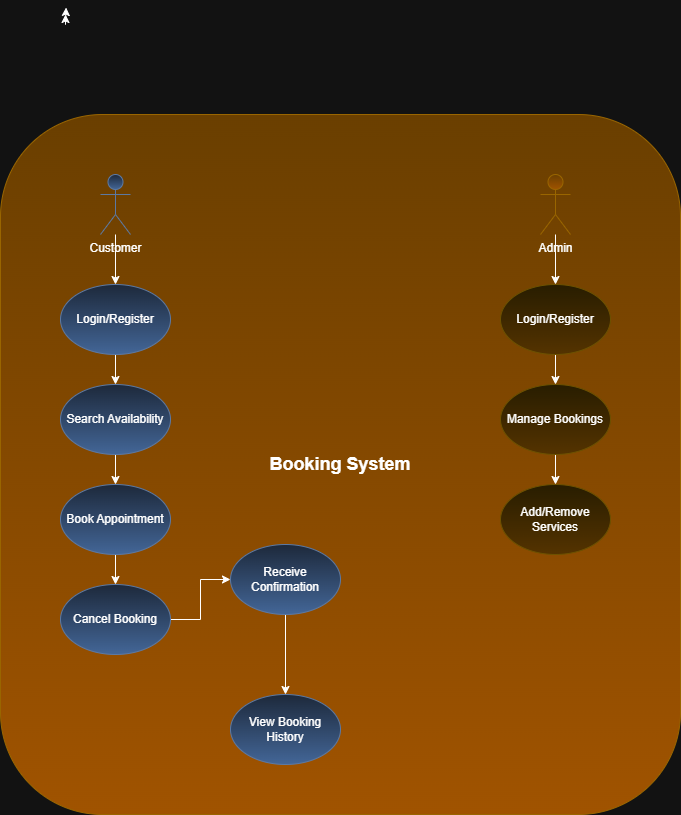 Customer
Admin
Login/Register
Login/Register
Search Availability
Manage Bookings
Booking System
Book Appointment
Add/Remove
Services
Receive
Confirmation
Cancel Booking
View Booking
History